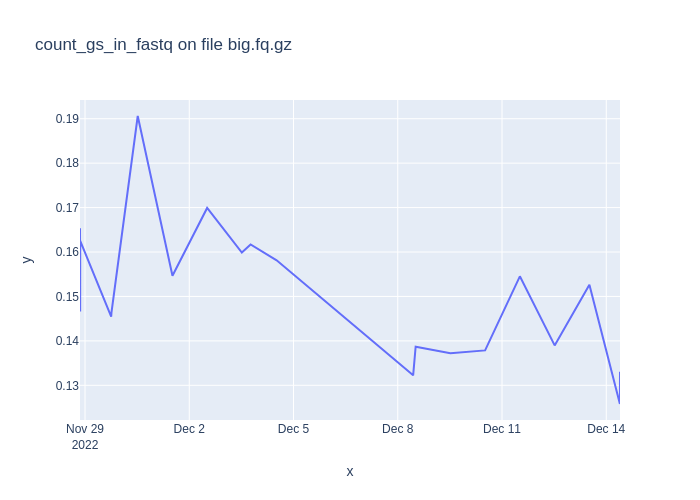 count_gs_in_fastq on file big.fq.gz
0.19
0.18
0.17
0.16
0.15
0.14
0.13
y
Nov 29 Dec 2 Dec 5 Dec 8 Dec 11 Dec 14
2022
x